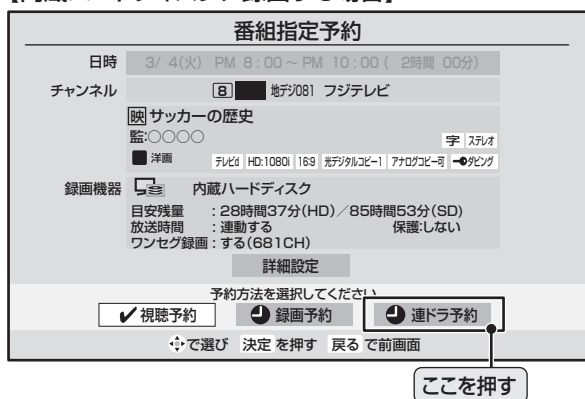 番組指定予約
日時 3/ 4(火) PM 8:00～PM 10:00 ( 2時間 00分)
チャンネル 8 地デジ081 フジテレビ
映 サッカーの歴史
監:○○○○ 字 ステレオ
洋画 テレビd HD:1080i 16:9 光デジタルコピー1 アナログコピー可 ダビング
録画機器 内蔵ハードディスク
目安残量 :28時間37分(HD)／85時間53分(SD)
放送時間 :連動する 保護:しない
ワンセグ録画:する(681CH)
詳細設定
予約方法を選択してください
視聴予約 録画予約 連ドラ予約
で選び 決定 を押す 戻る で前画面
ここを押す